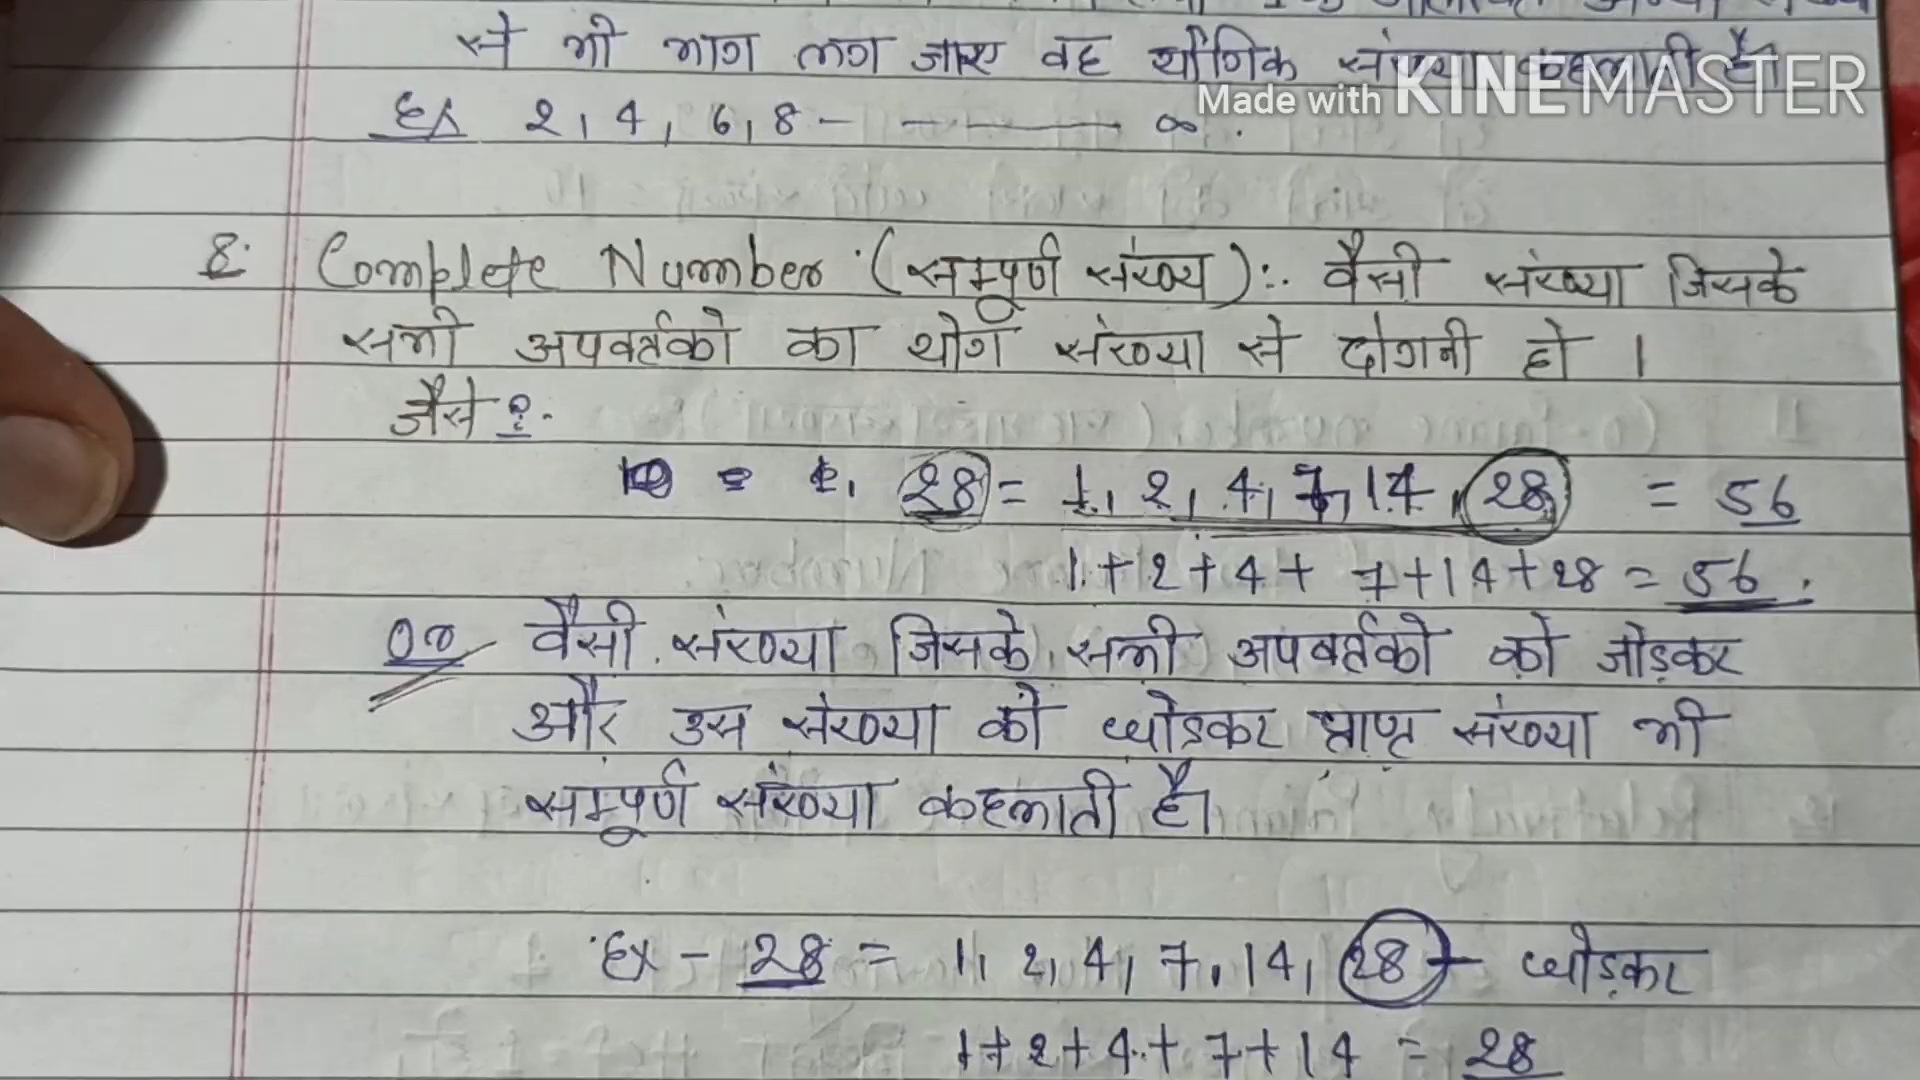 से भी भाग लग जाए वह यौगिक संख्या कहलाती है।
Made with KINEMASTER
Ex 2, 4, 6, 8 - - ∞.
8. Complete Number (सम्पूर्ण संख्य):. वैसी संख्या जिसके
सभी अपवर्तको का योग संख्या से दोगनी हो ।
जैसे ?.
28 = 1, 2, 4, 7, 14, 28 = 56
1+2+4+ 7+14+28 = 56.
Or वैसी संख्या जिसके सभी अपवर्तको को जोड़कर
और उस संख्या को छोडकर प्राप्त संख्या भी
सम्पूर्ण संख्या कहलाती है।
Ex - 28 = 1, 2, 4, 7, 14, 28 - छोड़कर
1+2+4+7+14 = 28